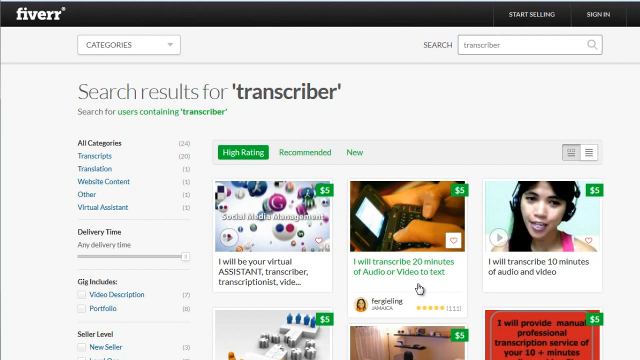 fiverr®
START SELLING
SIGN IN
CATEGORIES
SEARCH
transcriber
Search results for 'transcriber'
Search for users containing 'transcriber'
All Categories (24)
Transcripts (20)
Translation (1)
Website Content (1)
Other (1)
Virtual Assistant (1)
Delivery Time
Any delivery time
Gig Includes:
Video Description (7)
Portfolio (8)
Seller Level
New Seller (3)
High Rating
Recommended
New
$5
Social Media Management
I will be your virtual
ASSISTANT, transcriber,
transcriptionist, vide...
$5
I will transcribe 20 minutes
of Audio or Video to text
fergieling
JAMAICA
(111)
$5
I will transcribe 10 minutes
of audio and video
$5
$5
$5
I will provide manual
professional
transcription service of
your 10 + minutes